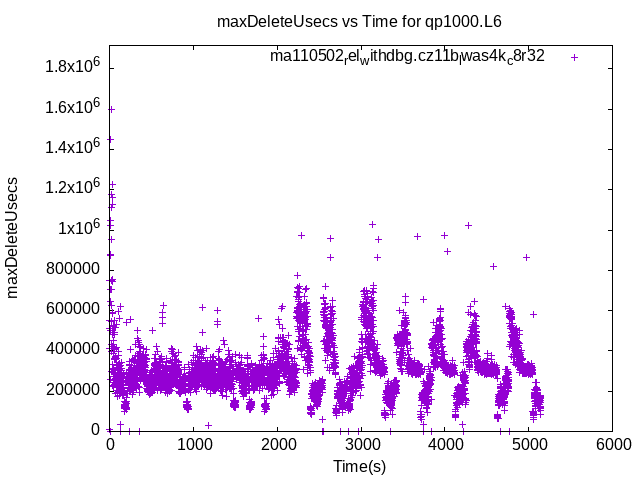 maxDeleteUsecs vs Time for qp1000.L6
ma110502_relwithdbg.cz11b_lwas4k_c8r32
1.8x10^6
1.6x10^6
1.4x10^6
1.2x10^6
1x10^6
800000
600000
400000
200000
0
maxDeleteUsecs
0 1000 2000 3000 4000 5000 6000
Time(s)